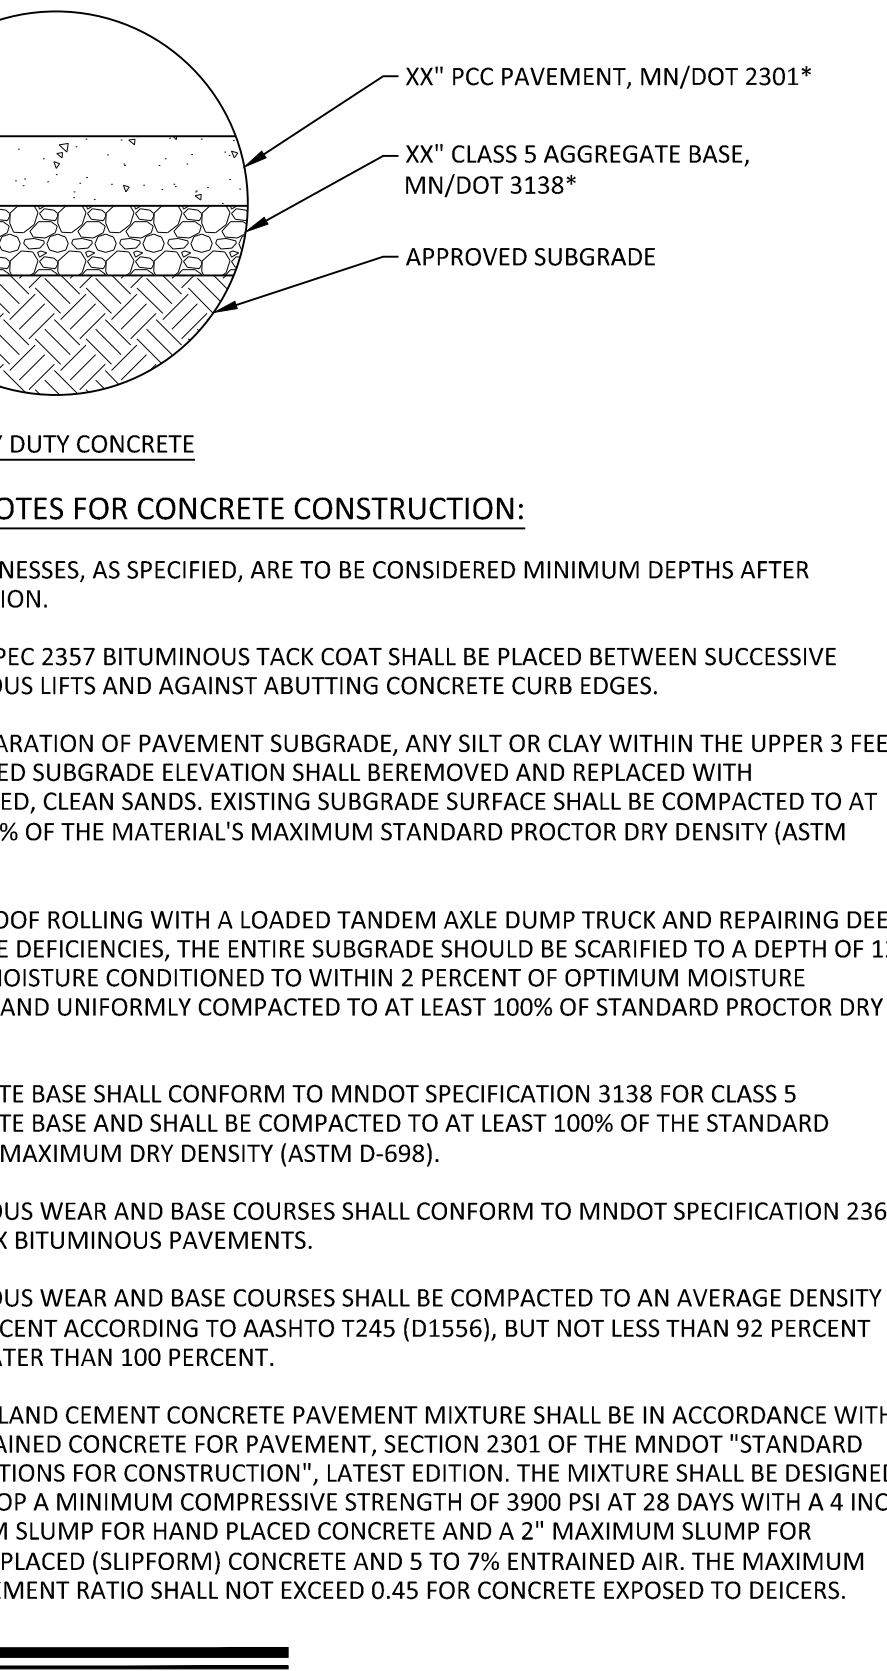 XX" PCC PAVEMENT, MN/DOT 2301*
XX" CLASS 5 AGGREGATE BASE,
MN/DOT 3138*
APPROVED SUBGRADE
Y DUTY CONCRETE
OTES FOR CONCRETE CONSTRUCTION:
NESSES, AS SPECIFIED, ARE TO BE CONSIDERED MINIMUM DEPTHS AFTER
ION.
PEC 2357 BITUMINOUS TACK COAT SHALL BE PLACED BETWEEN SUCCESSIVE
OUS LIFTS AND AGAINST ABUTTING CONCRETE CURB EDGES.
ARATION OF PAVEMENT SUBGRADE, ANY SILT OR CLAY WITHIN THE UPPER 3 FEE
ED SUBGRADE ELEVATION SHALL BEREMOVED AND REPLACED WITH
ED, CLEAN SANDS. EXISTING SUBGRADE SURFACE SHALL BE COMPACTED TO AT
% OF THE MATERIAL'S MAXIMUM STANDARD PROCTOR DRY DENSITY (ASTM
OOF ROLLING WITH A LOADED TANDEM AXLE DUMP TRUCK AND REPAIRING DEE
E DEFICIENCIES, THE ENTIRE SUBGRADE SHOULD BE SCARIFIED TO A DEPTH OF 12
MOISTURE CONDITIONED TO WITHIN 2 PERCENT OF OPTIMUM MOISTURE
AND UNIFORMLY COMPACTED TO AT LEAST 100% OF STANDARD PROCTOR DRY
TE BASE SHALL CONFORM TO MNDOT SPECIFICATION 3138 FOR CLASS 5
TE BASE AND SHALL BE COMPACTED TO AT LEAST 100% OF THE STANDARD
MAXIMUM DRY DENSITY (ASTM D-698).
OUS WEAR AND BASE COURSES SHALL CONFORM TO MNDOT SPECIFICATION 236
X BITUMINOUS PAVEMENTS.
OUS WEAR AND BASE COURSES SHALL BE COMPACTED TO AN AVERAGE DENSITY
CENT ACCORDING TO AASHTO T245 (D1556), BUT NOT LESS THAN 92 PERCENT
ATER THAN 100 PERCENT.
LAND CEMENT CONCRETE PAVEMENT MIXTURE SHALL BE IN ACCORDANCE WITH
AINED CONCRETE FOR PAVEMENT, SECTION 2301 OF THE MNDOT "STANDARD
TIONS FOR CONSTRUCTION", LATEST EDITION. THE MIXTURE SHALL BE DESIGNED
OP A MINIMUM COMPRESSIVE STRENGTH OF 3900 PSI AT 28 DAYS WITH A 4 INC
M SLUMP FOR HAND PLACED CONCRETE AND A 2" MAXIMUM SLUMP FOR
PLACED (SLIPFORM) CONCRETE AND 5 TO 7% ENTRAINED AIR. THE MAXIMUM
EMENT RATIO SHALL NOT EXCEED 0.45 FOR CONCRETE EXPOSED TO DEICERS.